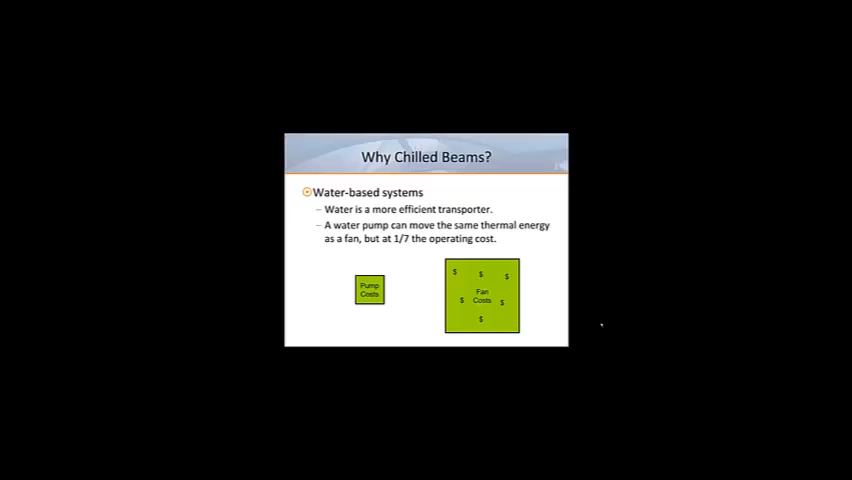 Why Chilled Beams?
Water-based systems
– Water is a more efficient transporter.
– A water pump can move the same thermal energy
as a fan, but at 1/7 the operating cost.
Pump
Costs
$ $ $
Fan
$ Costs $
$